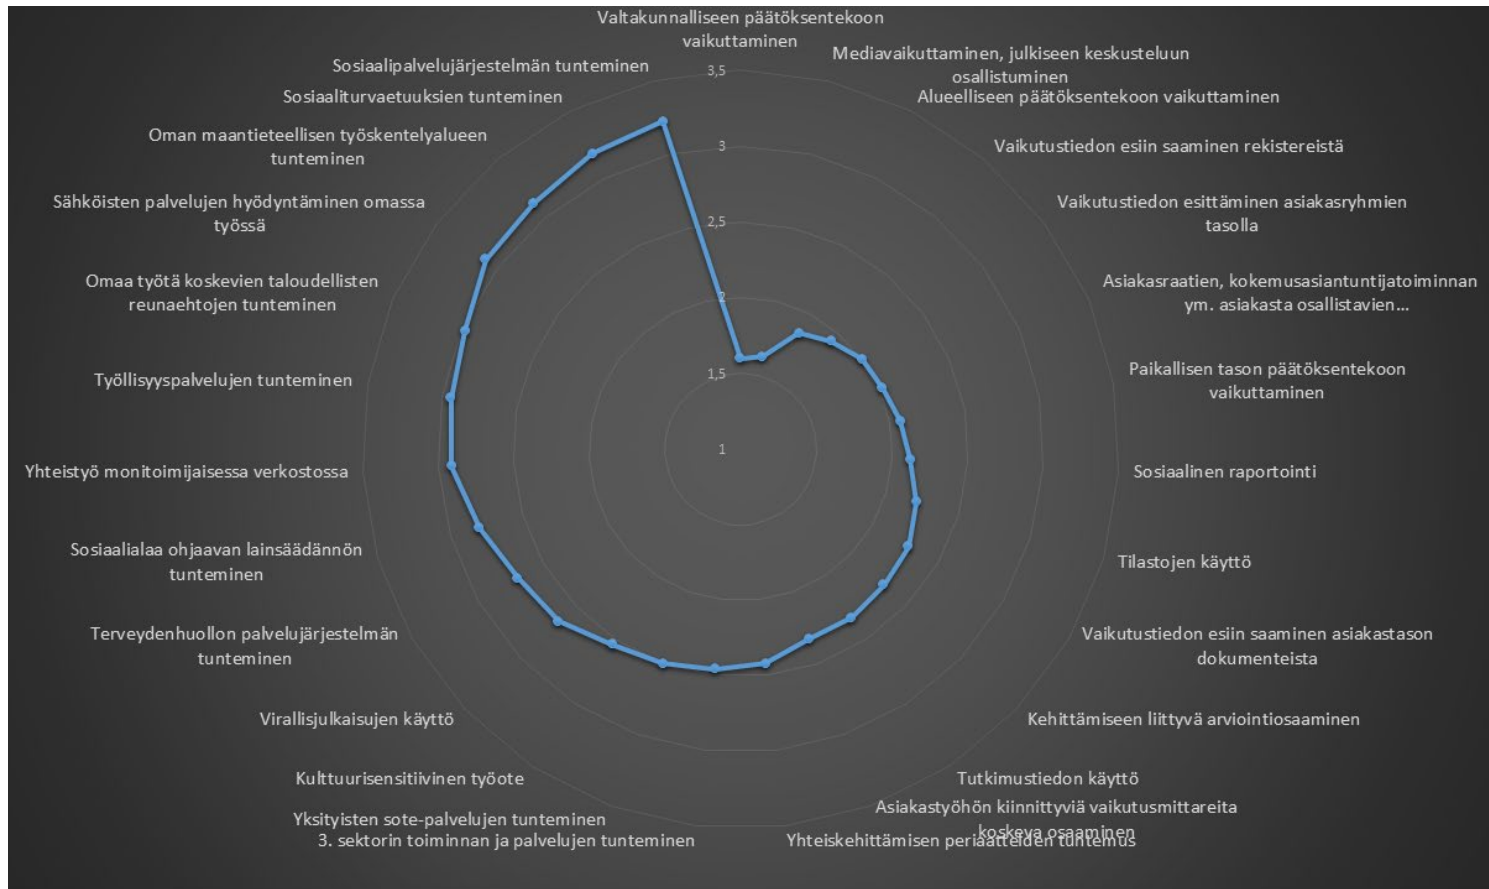 Valtakunnalliseen päätöksentekoon
vaikuttaminen
Mediavaikuttaminen, julkiseen keskusteluun
osallistuminen
Alueelliseen päätöksentekoon vaikuttaminen
Vaikutustiedon esiin saaminen rekistereistä
Vaikutustiedon esittäminen asiakasryhmien
tasolla
Asiakasraatien, kokemusasiantuntijatoiminnan
ym. asiakasta osallistavien...
Paikallisen tason päätöksentekoon
vaikuttaminen
Sosiaalinen raportointi
Tilastojen käyttö
Vaikutustiedon esiin saaminen asiakastason
dokumenteista
Kehittämiseen liittyvä arviointiosaaminen
Tutkimustiedon käyttö
Asiakastyöhön kiinnittyviä vaikutusmittareita
koskeva osaaminen
Yhteiskehittämisen periaatteiden tuntemus
3. sektorin toiminnan ja palvelujen tunteminen
Yksityisten sote-palvelujen tunteminen
Kulttuurisensitiivinen työote
Virallisjulkaisujen käyttö
Terveydenhuollon palvelujärjestelmän
tunteminen
Sosiaalialaa ohjaavan lainsäädännön
tunteminen
Yhteistyö monitoimijaisessa verkostossa
Työllisyyspalvelujen tunteminen
Omaa työtä koskevien taloudellisten
reunaehtojen tunteminen
Sähköisten palvelujen hyödyntäminen omassa
työssä
Oman maantieteellisen työskentelyalueen
tunteminen
Sosiaaliturvaetuuksien tunteminen
Sosiaalipalvelujärjestelmän tunteminen
3,5
3
2,5
2
1,5
1